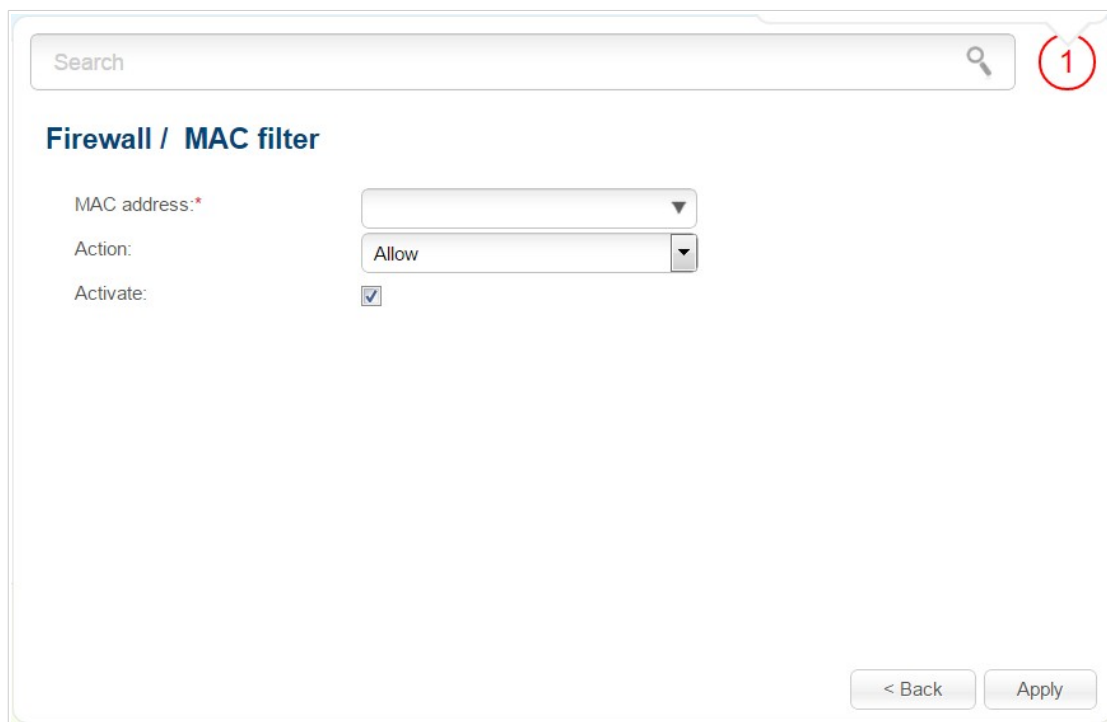 Search
1
Firewall /  MAC filter
MAC address:*
Action:
Allow
Activate:
< Back
Apply